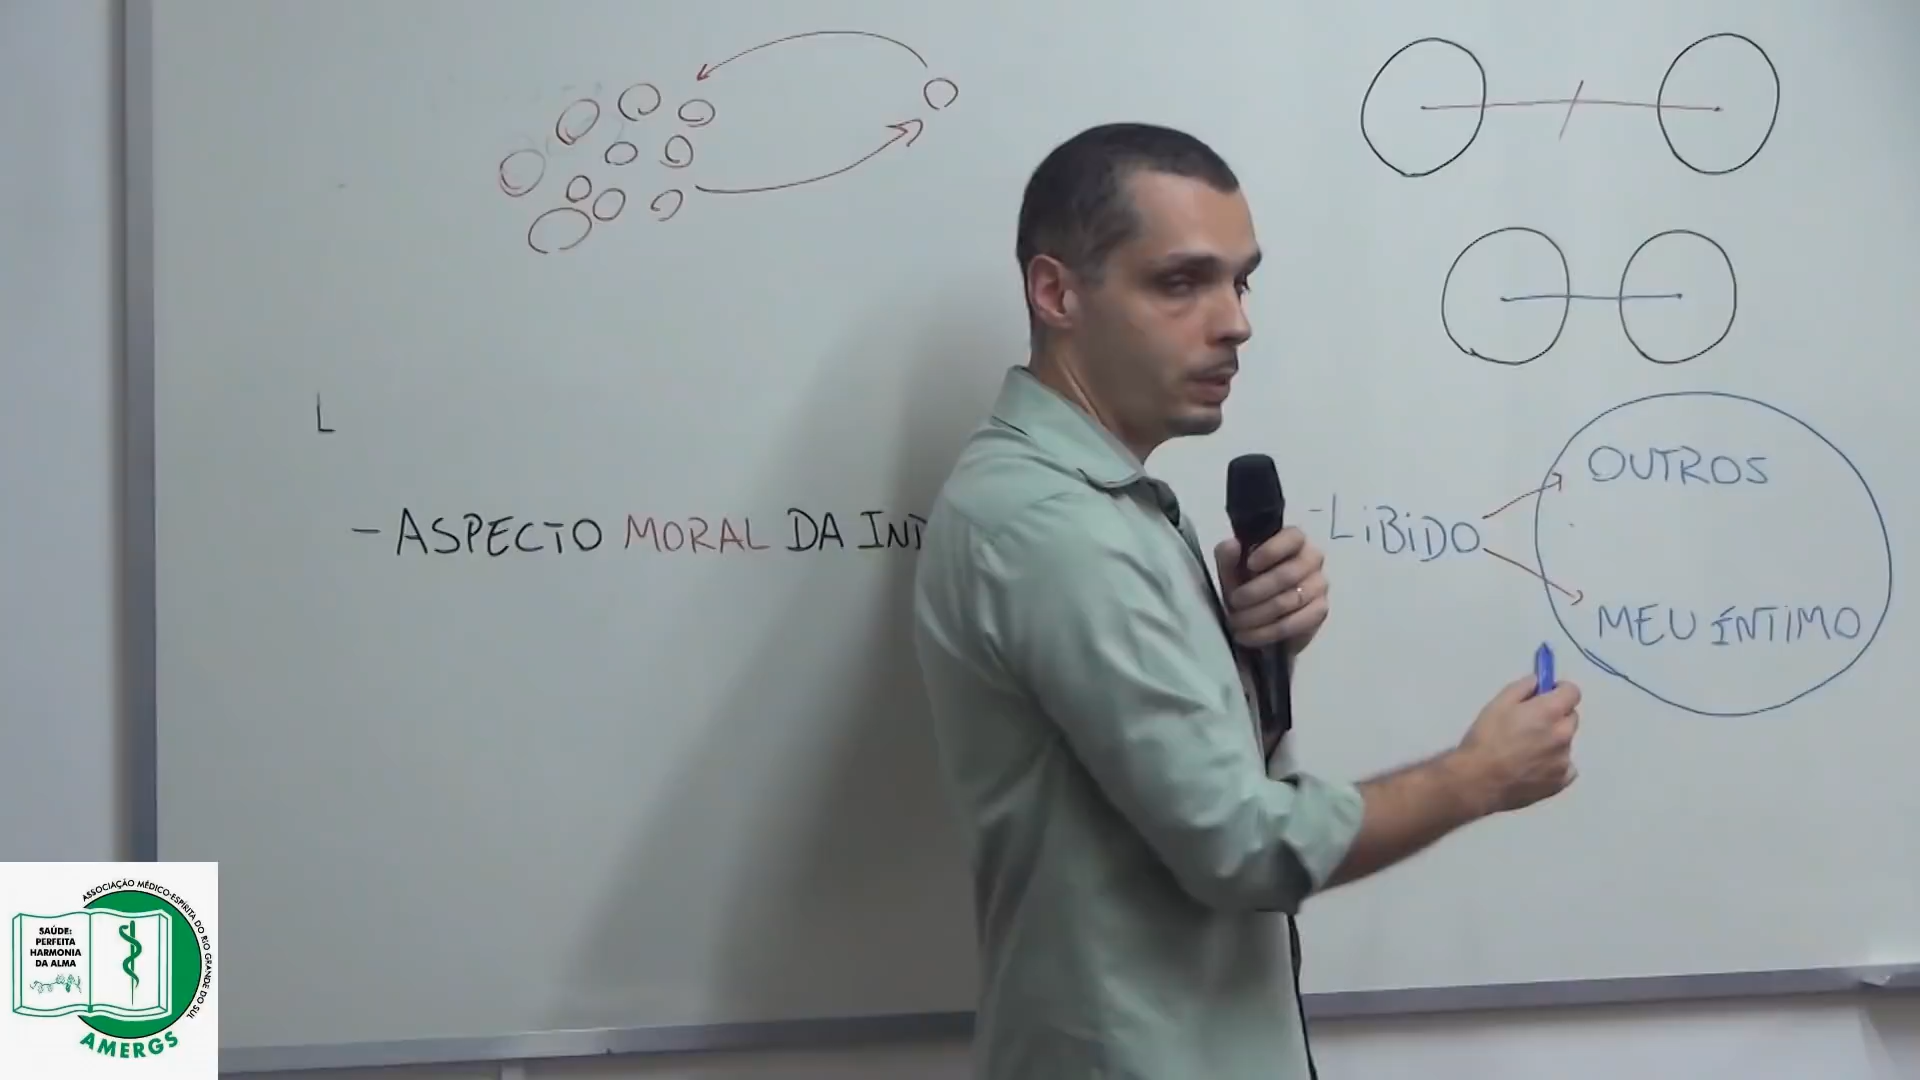 L
- ASPECTO MORAL DA IND
- LIBIDO
OUTROS
MEU ÍNTIMO
ASSOCIAÇÃO MÉDICO-ESPÍRITA DO RIO GRANDE DO SUL
SAÚDE:
PERFEITA
HARMONIA
DA ALMA
AMERGS